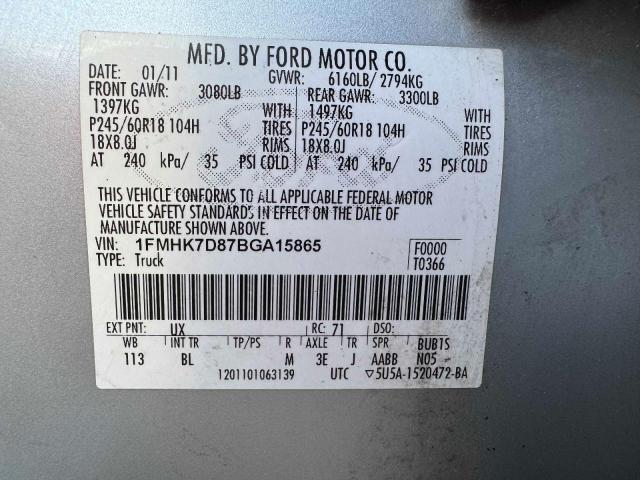 MFD. BY FORD MOTOR CO.
DATE: 01/11 GVWR: 6160LB/ 2794KG
FRONT GAWR: 3080LB REAR GAWR: 3300LB
1397KG WITH 1497KG WITH
P245/60R18 104H TIRES P245/60R18 104H TIRES
18X8.0J RIMS 18X8.0J RIMS
AT 240 kPa/ 35 PSI COLD AT 240 kPa/ 35 PSI COLD
THIS VEHICLE CONFORMS TO ALL APPLICABLE FEDERAL MOTOR
VEHICLE SAFETY STANDARDS IN EFFECT ON THE DATE OF
MANUFACTURE SHOWN ABOVE.
VIN: 1FMHK7D87BGA15865 F0000
TYPE: Truck T0366
EXT PNT: UX RC: 71 DSO:
WB INT TR TP/PS R AXLE TR SPR BUB1S
113 BL M 3E J AABB N05
1201101063139 UTC ▽5U5A-1520472-BA